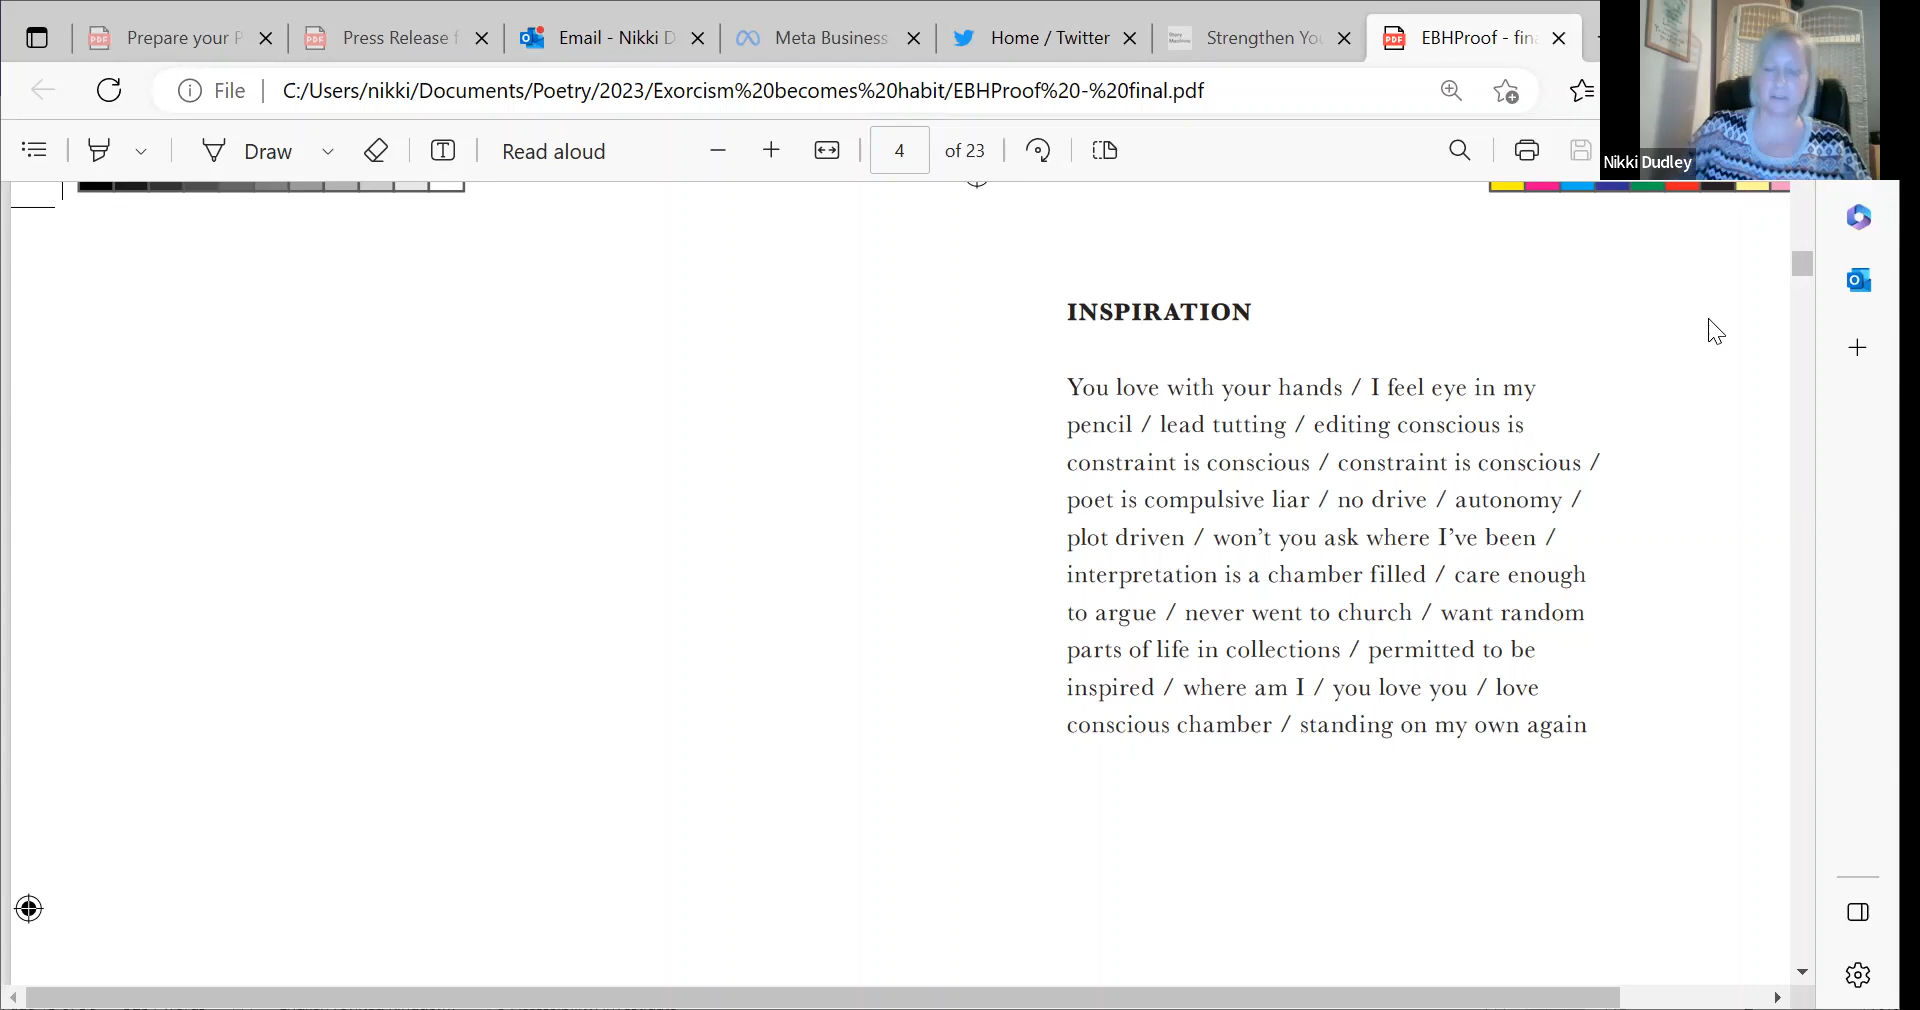 Prepare your P
Press Release f
Email - Nikki D
Meta Business
Home / Twitter
Strengthen You
EBHProof - fina
File
C:/Users/nikki/Documents/Poetry/2023/Exorcism%20becomes%20habit/EBHProof%20-%20final.pdf
Draw
Read aloud
4
of 23
Nikki Dudley
INSPIRATION
You love with your hands / I feel eye in my
pencil / lead tutting / editing conscious is
constraint is conscious / constraint is conscious /
poet is compulsive liar / no drive / autonomy /
plot driven / won’t you ask where I’ve been /
interpretation is a chamber filled / care enough
to argue / never went to church / want random
parts of life in collections / permitted to be
inspired / where am I / you love you / love
conscious chamber / standing on my own again